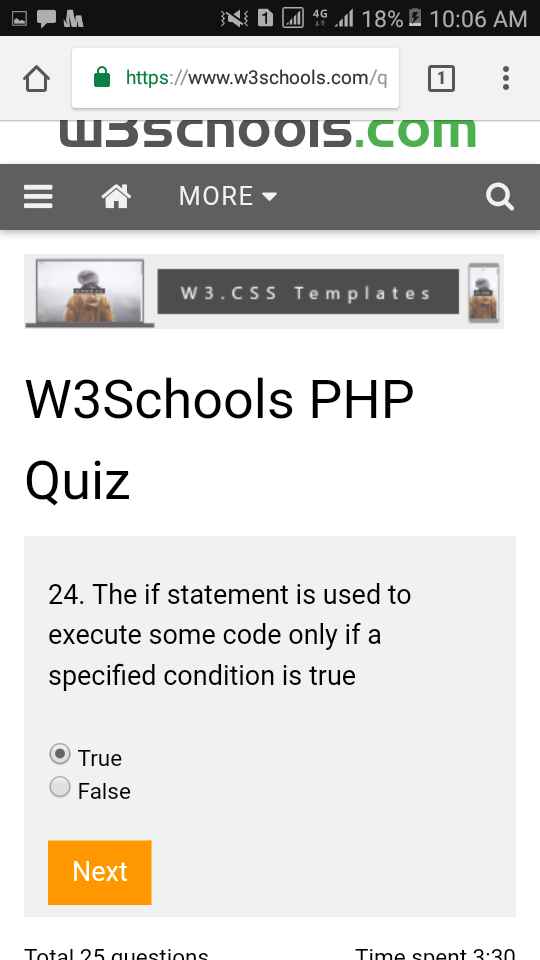 1 4G 18% 10:06 AM
https://www.w3schools.com/q 1
w3schools.com
MORE
W3.CSS Templates
W3Schools PHP
Quiz
24. The if statement is used to
execute some code only if a
specified condition is true
True
False
Next
Total 25 questions Time spent 3:30